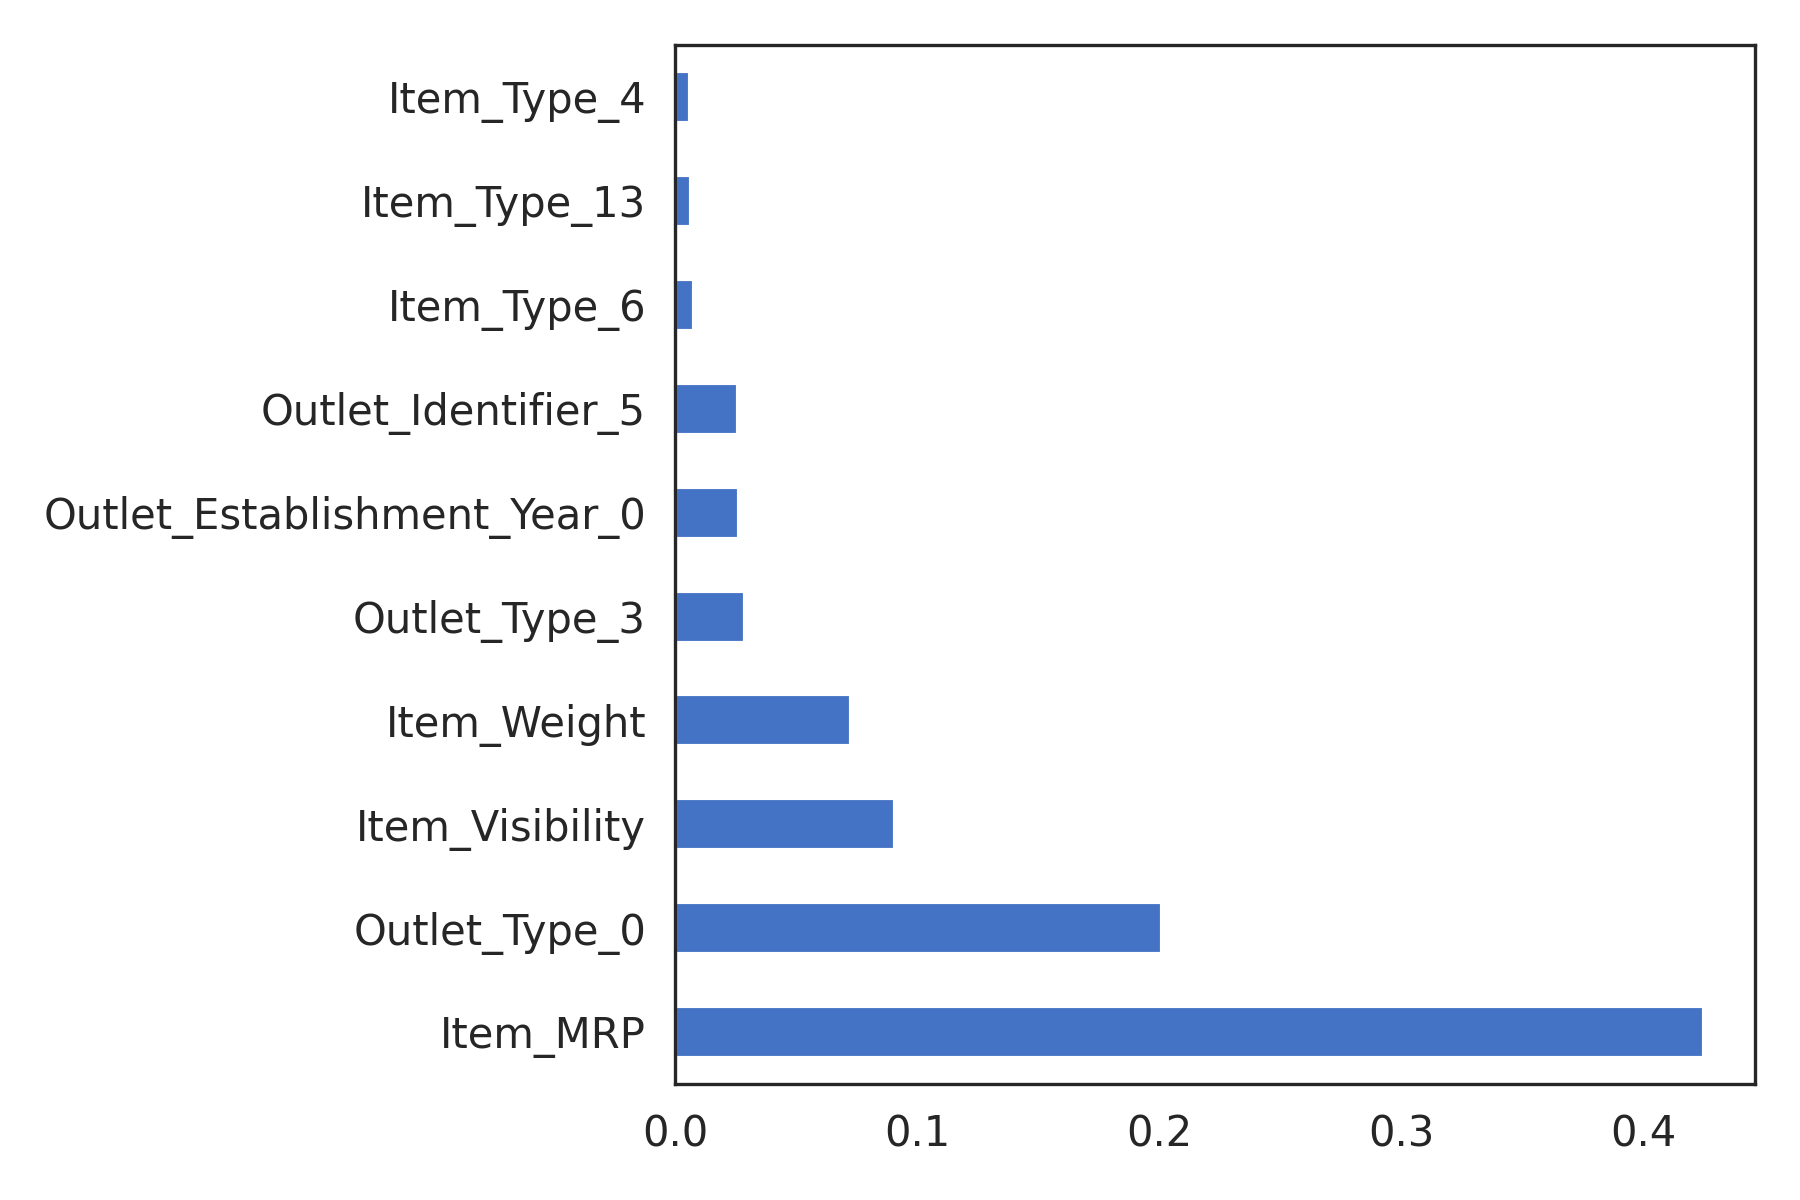 Item_Type_4
Item_Type_13
Item_Type_6
Outlet_Identifier_5
Outlet_Establishment_Year_0
Outlet_Type_3
Item_Weight
Item_Visibility
Outlet_Type_0
Item_MRP
0.0 0.1 0.2 0.3 0.4